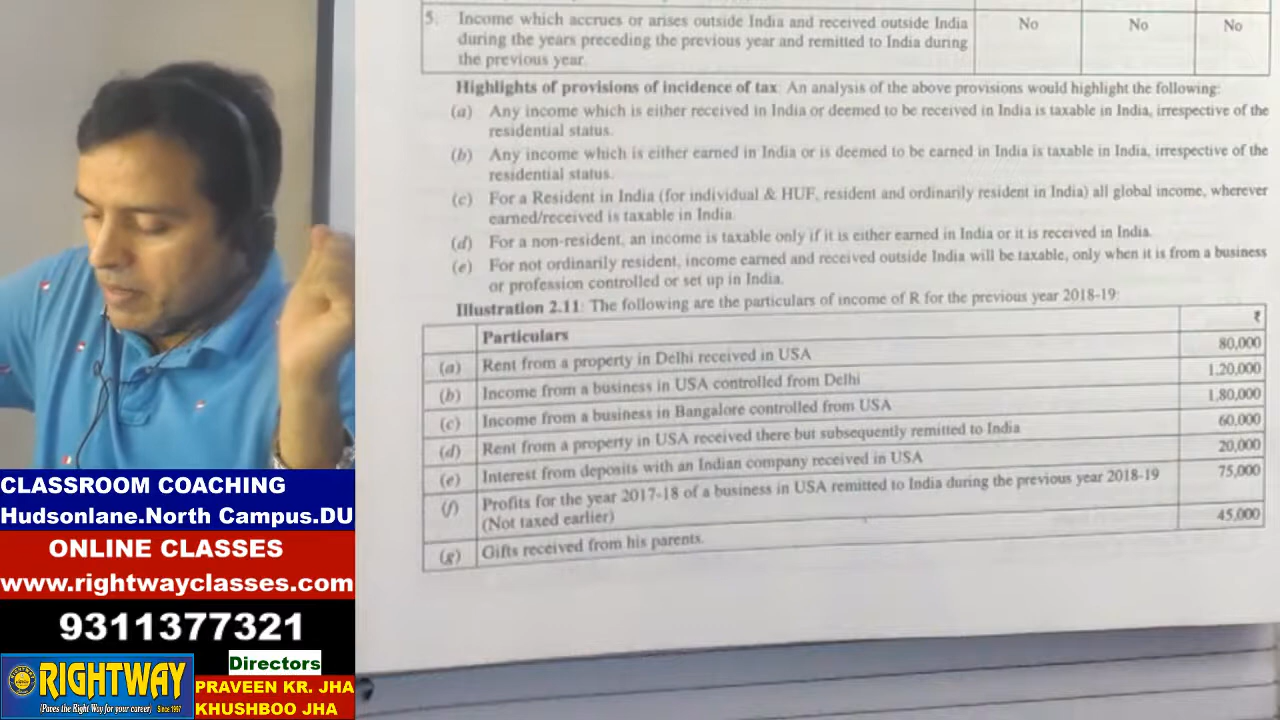 5. Income which accrues or arises outside India and received outside India No No No
during the years preceding the previous year and remitted to India during
the previous year.
Highlights of provisions of incidence of tax: An analysis of the above provisions would highlight the following:
(a) Any income which is either received in India or deemed to be received in India is taxable in India, irrespective of the
residential status.
(b) Any income which is either earned in India or is deemed to be earned in India is taxable in India, irrespective of the
residential status.
(c) For a Resident in India (for individual & HUF, resident and ordinarily resident in India) all global income, wherever
earned/received is taxable in India.
(d) For a non-resident, an income is taxable only if it is either earned in India or it is received in India.
(e) For not ordinarily resident, income earned and received outside India will be taxable, only when it is from a business
or profession controlled or set up in India.
Illustration 2.11: The following are the particulars of income of R for the previous year 2018-19:
Particulars ₹
(a) Rent from a property in Delhi received in USA 80,000
(b) Income from a business in USA controlled from Delhi 1,20,000
(c) Income from a business in Bangalore controlled from USA 1,80,000
(d) Rent from a property in USA received there but subsequently remitted to India 60,000
(e) Interest from deposits with an Indian company received in USA 20,000
(f) Profits for the year 2017-18 of a business in USA remitted to India during the previous year 2018-19 75,000
(Not taxed earlier)
(g) Gifts received from his parents. 45,000
CLASSROOM COACHING
Hudsonlane.North Campus.DU
ONLINE CLASSES
www.rightwayclasses.com
9311377321
RIGHTWAY
(Paves the Right Way for your career) Since 1997
Directors
PRAVEEN KR. JHA
KHUSHBOO JHA